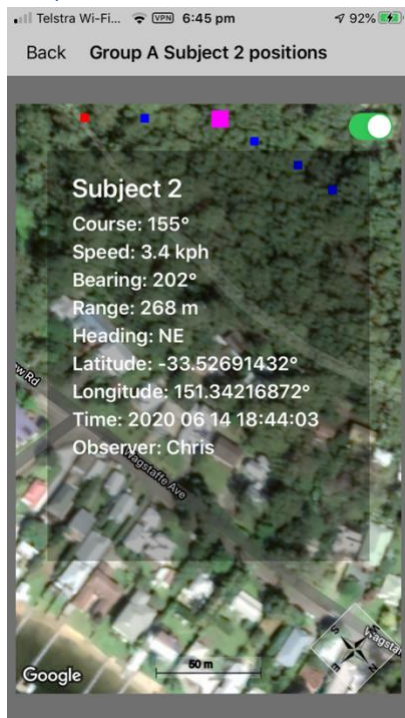 Telstra Wi-Fi... VPN 6:45 pm 92%
Back Group A Subject 2 positions
Subject 2
Course: 155°
Speed: 3.4 kph
Bearing: 202°
Range: 268 m
Heading: NE
Latitude: -33.52691432°
Longitude: 151.34216872°
Time: 2020 06 14 18:44:03
Observer: Chris
w Rd
Wagstaffe Ave
Wagsta
50 m
Google
S
N
E